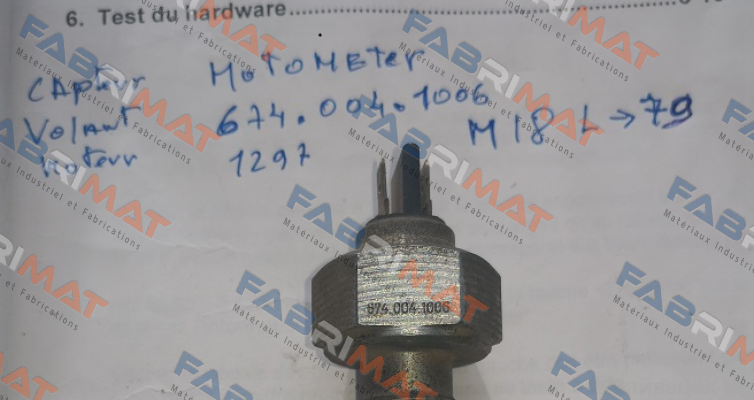 6. Test du hardware
CApteur MOTOMETER
Volant 674.004.1006 M18 L → 79
moteur 1297
674.004.1006
FABRIMAT
Matériaux Industriel et Fabrications